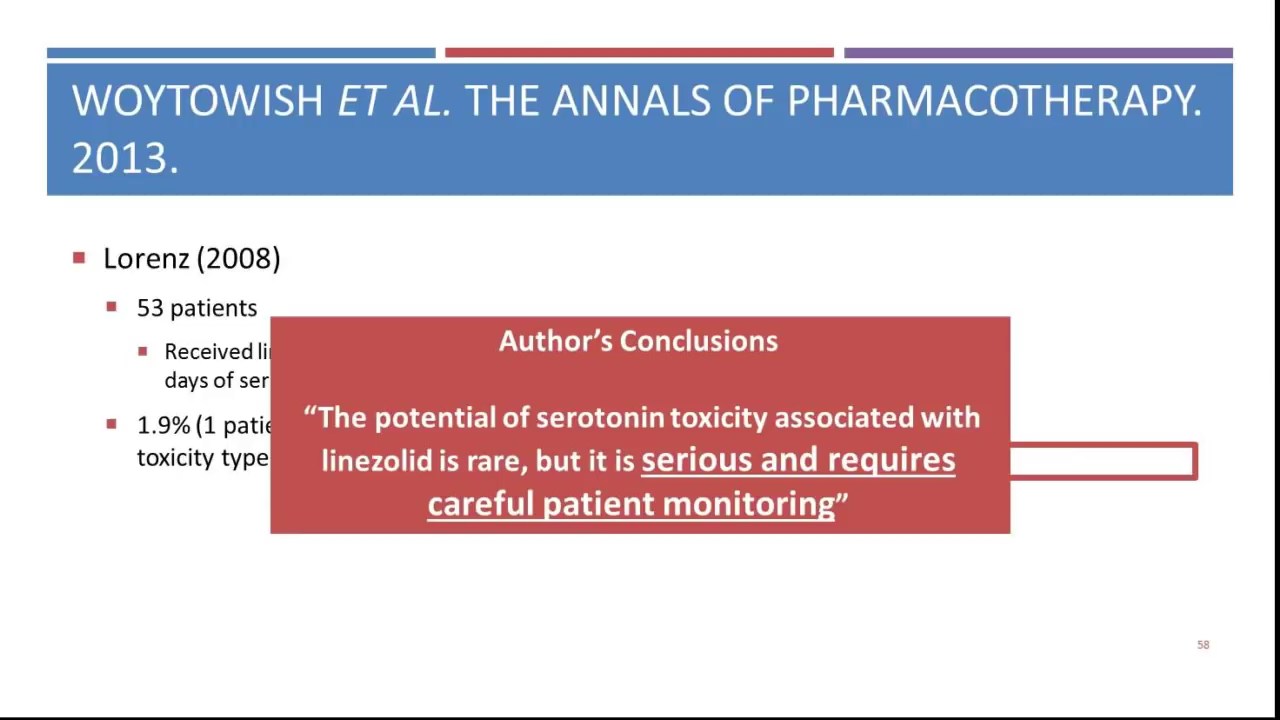 WOYTOWISH ET AL. THE ANNALS OF PHARMACOTHERAPY.
2013.
Lorenz (2008)
53 patients
Received
days of ser
1.9% (1
toxicity type
Author’s Conclusions
“The potential of serotonin toxicity associated with
linezolid is rare, but it is serious and requires
careful patient monitoring”
58